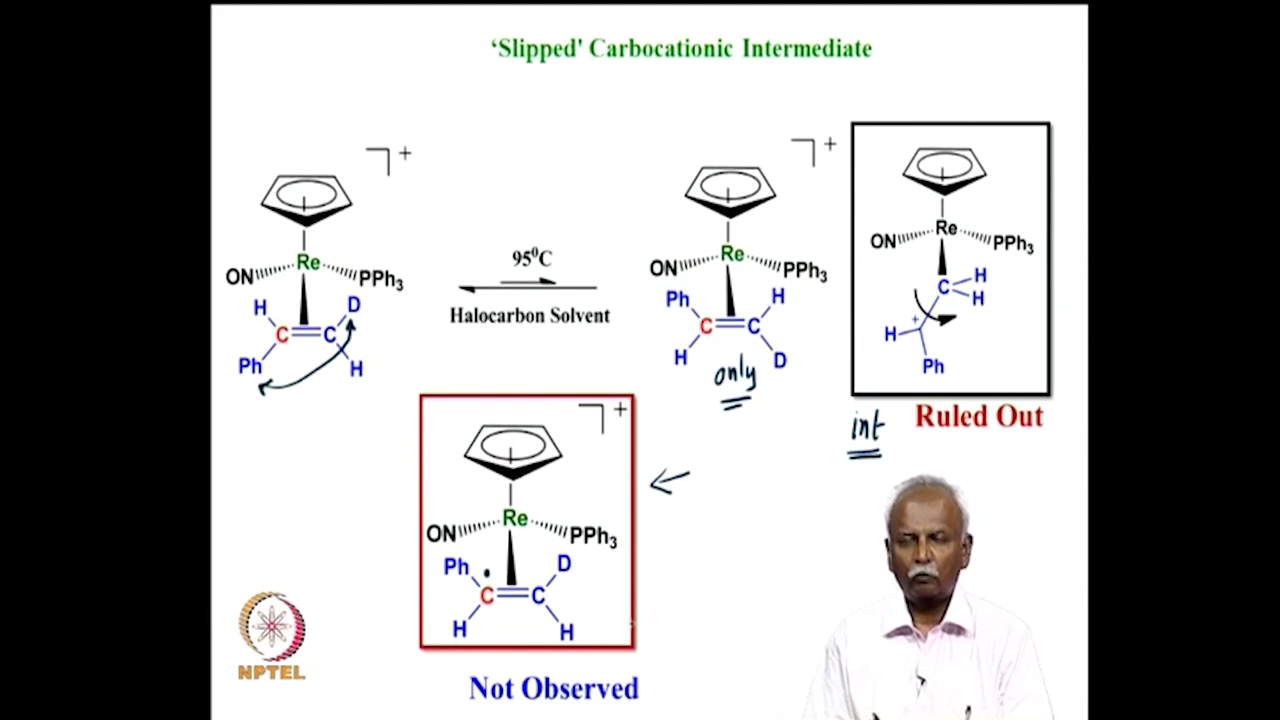 ‘Slipped' Carbocationic Intermediate
+
Re
ON
PPh3
H
D
C
C
Ph
H
95⁰C
Halocarbon Solvent
+
Re
ON
PPh3
Ph
H
C
C
H
D
only
Re
ON
PPh3
C
H
H
+
H
Ph
int
Ruled Out
+
Re
ON
PPh3
Ph
D
C
C
H
H
Not Observed
NPTEL